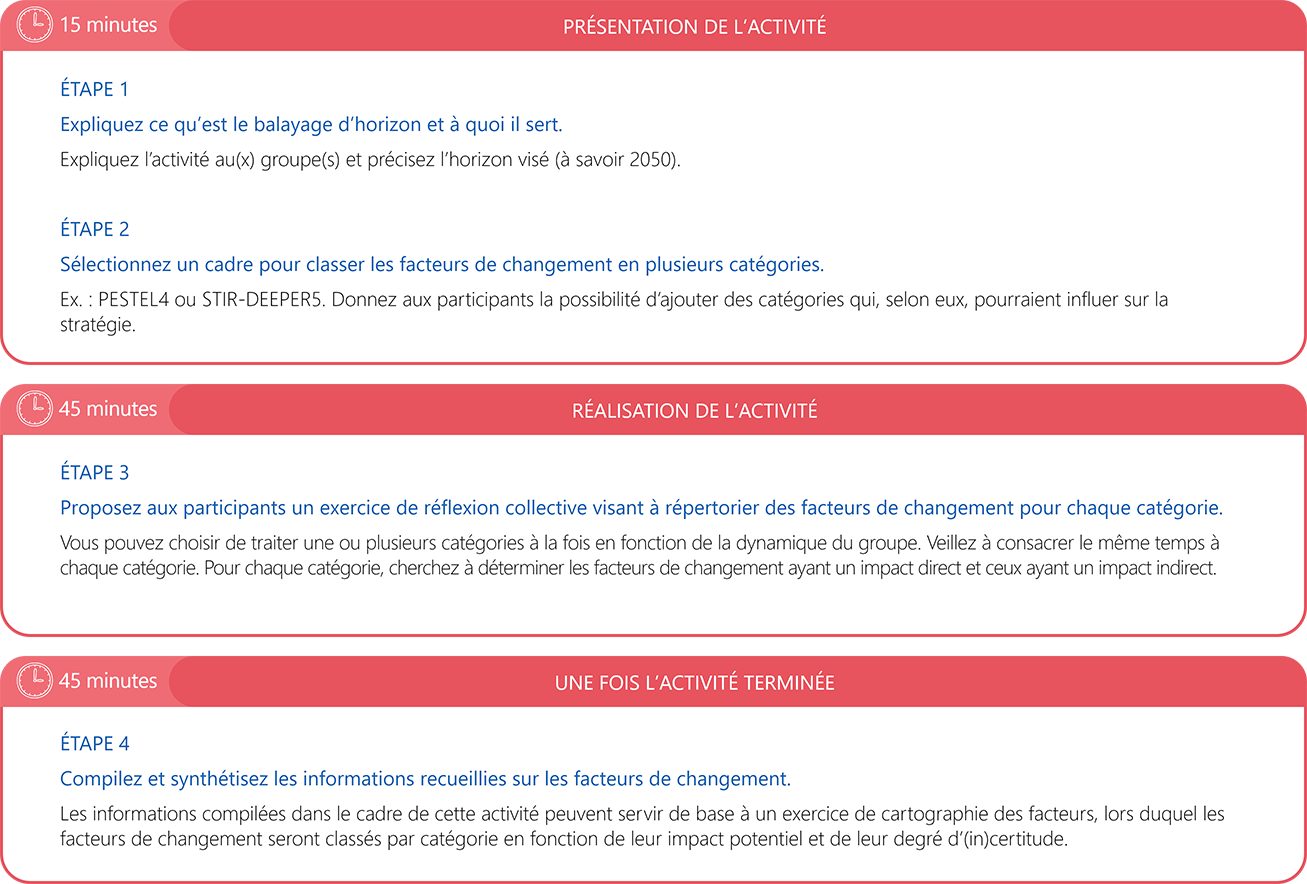 15 minutes
PRÉSENTATION DE L’ACTIVITÉ
ÉTAPE 1
Expliquez ce qu’est le balayage d’horizon et à quoi il sert.
Expliquez l’activité au(x) groupe(s) et précisez l’horizon visé (à savoir 2050).
ÉTAPE 2
Sélectionnez un cadre pour classer les facteurs de changement en plusieurs catégories.
Ex. : PESTEL4 ou STIR-DEEPER5. Donnez aux participants la possibilité d’ajouter des catégories qui, selon eux, pourraient influer sur la
stratégie.
45 minutes
RÉALISATION DE L’ACTIVITÉ
ÉTAPE 3
Proposez aux participants un exercice de réflexion collective visant à répertorier des facteurs de changement pour chaque catégorie.
Vous pouvez choisir de traiter une ou plusieurs catégories à la fois en fonction de la dynamique du groupe. Veillez à consacrer le même temps à
chaque catégorie. Pour chaque catégorie, cherchez à déterminer les facteurs de changement ayant un impact direct et ceux ayant un impact indirect.
45 minutes
UNE FOIS L’ACTIVITÉ TERMINÉE
ÉTAPE 4
Compilez et synthétisez les informations recueillies sur les facteurs de changement.
Les informations compilées dans le cadre de cette activité peuvent servir de base à un exercice de cartographie des facteurs, lors duquel les
facteurs de changement seront classés par catégorie en fonction de leur impact potentiel et de leur degré d’(in)certitude.